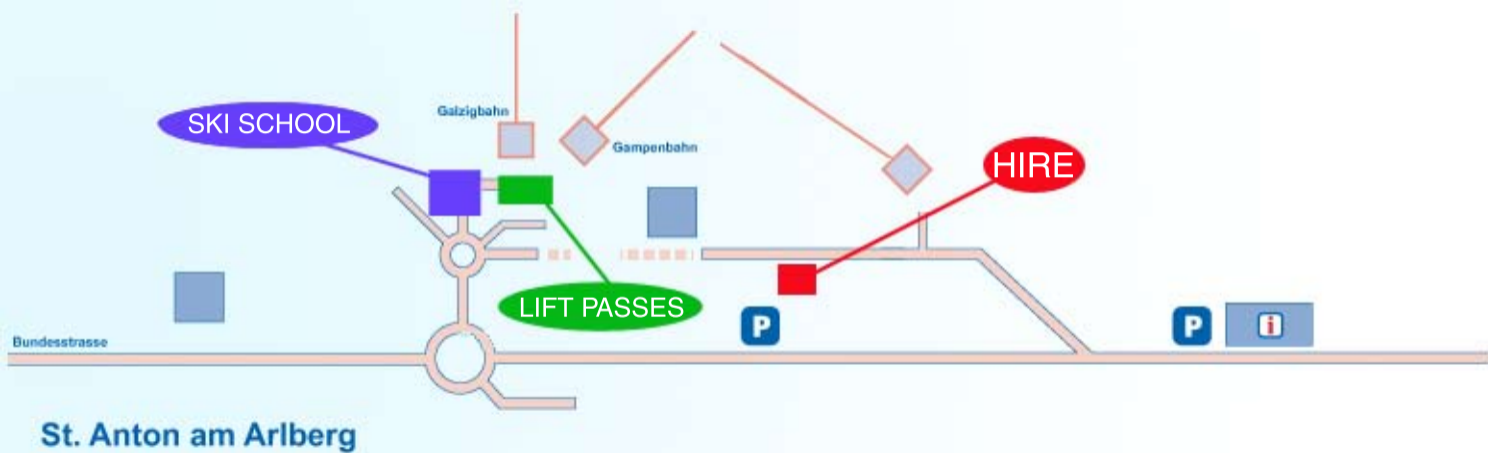 Galzigbahn
SKI SCHOOL
Gampenbahn
HIRE
LIFT PASSES
P
P
i
Bundesstrasse
St. Anton am Arlberg